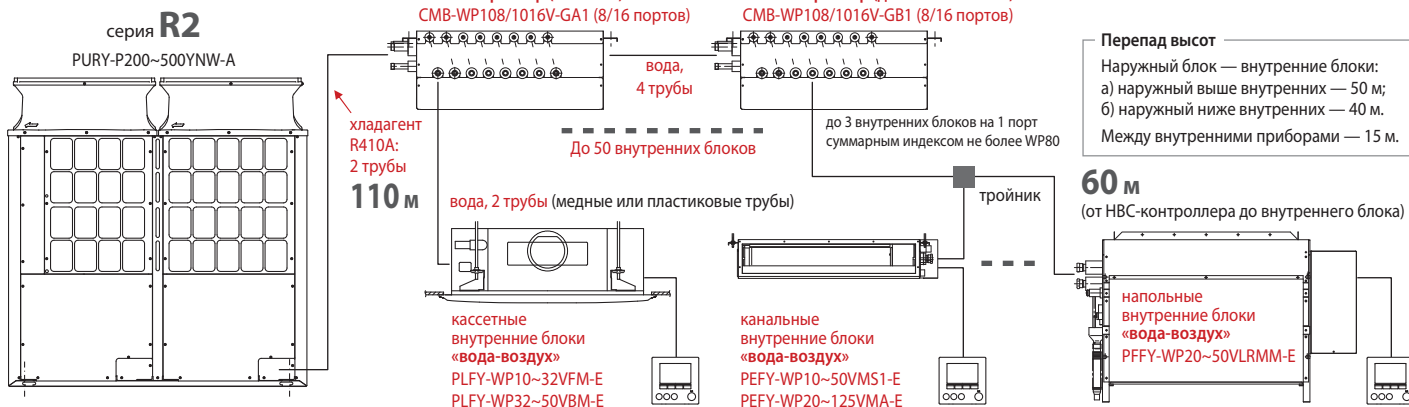 серия R2
PURY-P200~500YNW-A
CMB-WP108/1016V-GA1 (8/16 портов)
CMB-WP108/1016V-GB1 (8/16 портов)
вода,
4 трубы
хладагент
R410A:
2 трубы
110 м
До 50 внутренних блоков
до 3 внутренних блоков на 1 порт
суммарным индексом не более WP80
Перепад высот
Наружный блок — внутренние блоки:
а) наружный выше внутренних — 50 м;
б) наружный ниже внутренних — 40 м.
Между внутренними приборами — 15 м.
вода, 2 трубы (медные или пластиковые трубы)
тройник
60 м
(от HBC-контроллера до внутреннего блока)
кассетные
внутренние блоки
«вода-воздух»
PLFY-WP10~32VFM-E
PLFY-WP32~50VBM-E
канальные
внутренние блоки
«вода-воздух»
PEFY-WP10~50VMS1-E
PEFY-WP20~125VMA-E
напольные
внутренние блоки
«вода-воздух»
PFFY-WP20~50VLRMM-E